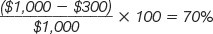 ($1,000 − $300)
$1,000 × 100 = 70%